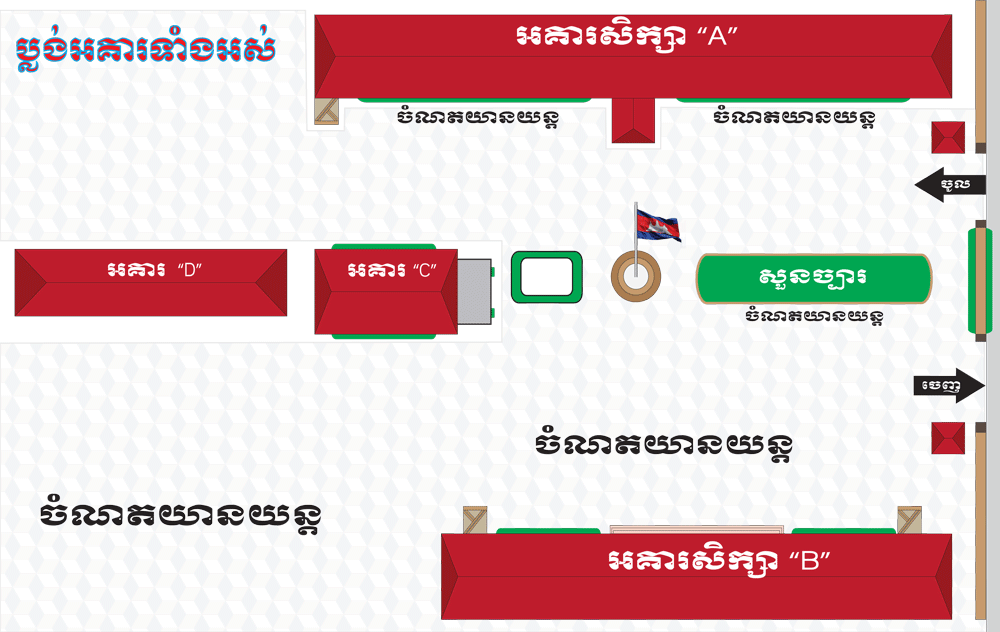 ប្លង់អគារទាំងអស់
អគារសិក្សា “A”
ចំណតយានយន្ត
ចំណតយានយន្ត
ចូល
អគារ “D”
អគារ “C”
សួនច្បារ
ចំណតយានយន្ត
ចេញ
ចំណតយានយន្ត
ចំណតយានយន្ត
អគារសិក្សា “B”